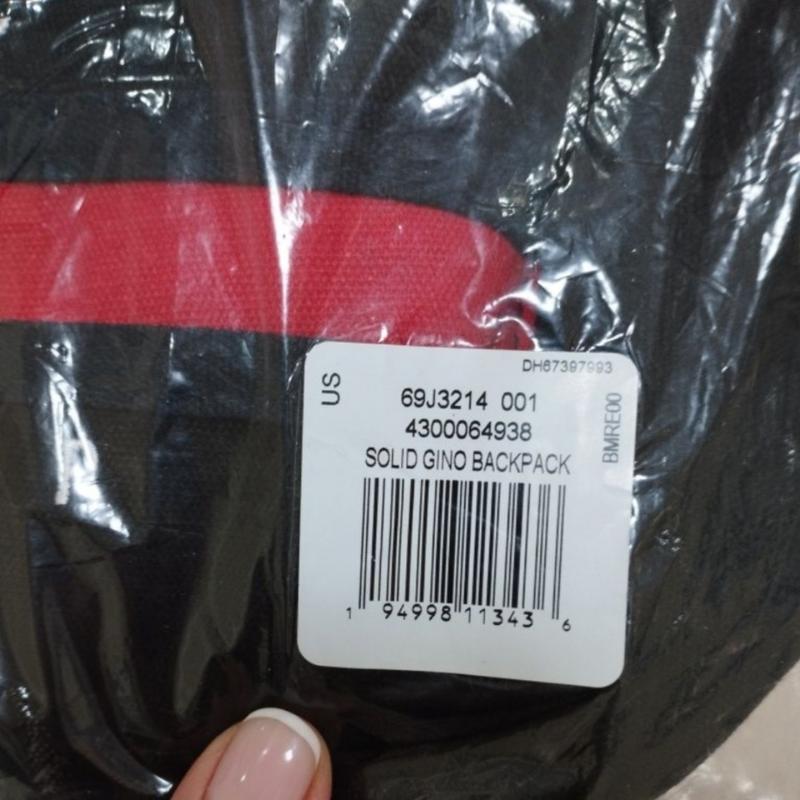 DH67397993
US
69J3214 001
4300064938
SOLID GINO BACKPACK
BMRE00
1 94998 11343 6